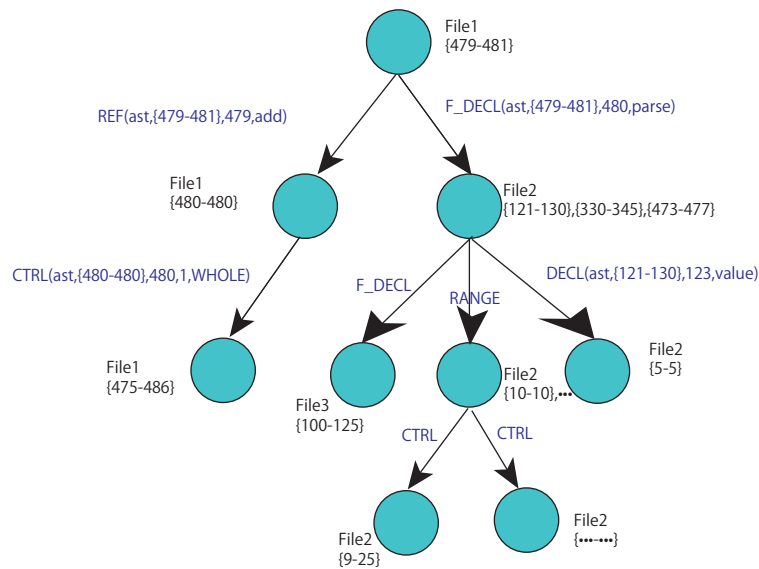 File1
{479-481}
REF(ast,{479-481},479,add)
F_DECL(ast,{479-481},480,parse)
File1
{480-480}
File2
{121-130},{330-345},{473-477}
CTRL(ast,{480-480},480,1,WHOLE)
F_DECL
RANGE
DECL(ast,{121-130},123,value)
File1
{475-486}
File3
{100-125}
File2
{10-10},•••
File2
{5-5}
CTRL
CTRL
File2
{9-25}
File2
{•••-•••}